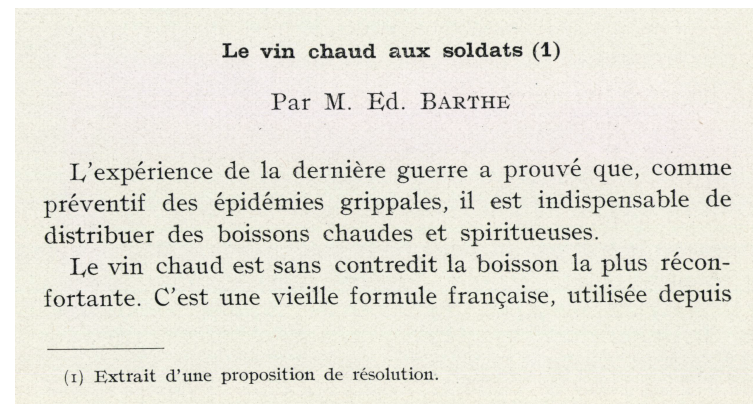 Le vin chaud aux soldats (1)
Par M. Ed. BARTHE
L'expérience de la dernière guerre a prouvé que, comme
préventif des épidémies grippales, il est indispensable de
distribuer des boissons chaudes et spiritueuses.
Le vin chaud est sans contredit la boisson la plus récon-
fortante. C'est une vieille formule française, utilisée depuis
(1) Extrait d'une proposition de résolution.